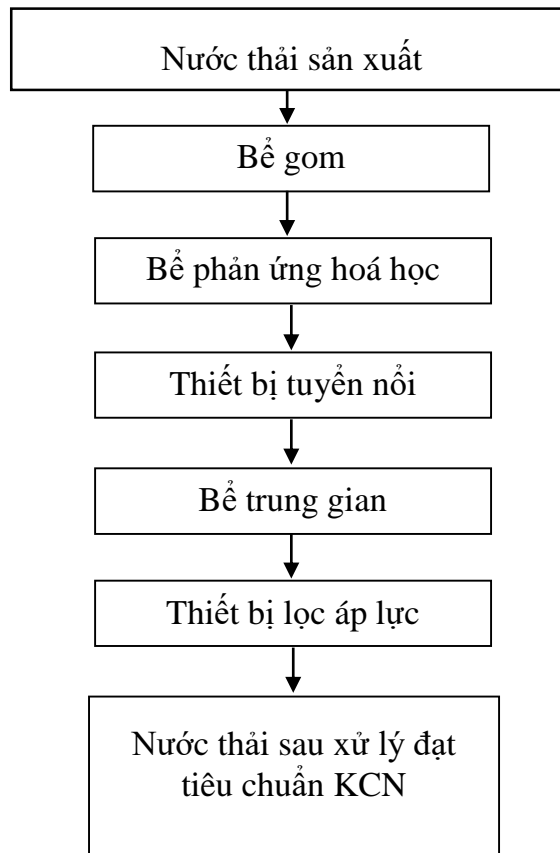 Nước thải sản xuất
Bể gom
Bể phản ứng hoá học
Thiết bị tuyển nổi
Bể trung gian
Thiết bị lọc áp lực
Nước thải sau xử lý đạt
tiêu chuẩn KCN